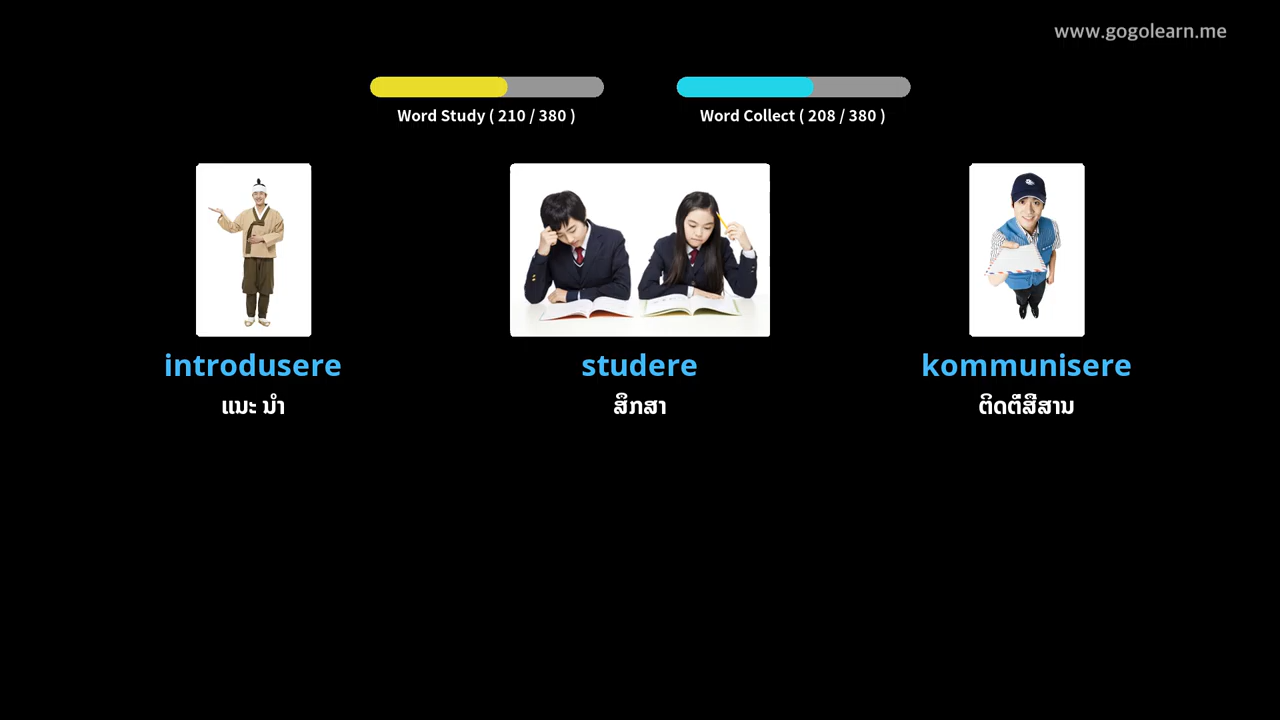 www.gogolearn.me
Word Study ( 210 / 380 )
Word Collect ( 208 / 380 )
introdusere
studere
kommunisere
ແນະ ນຳ
ສຶກສາ
ຕິດຕໍ່ສື່ສານ